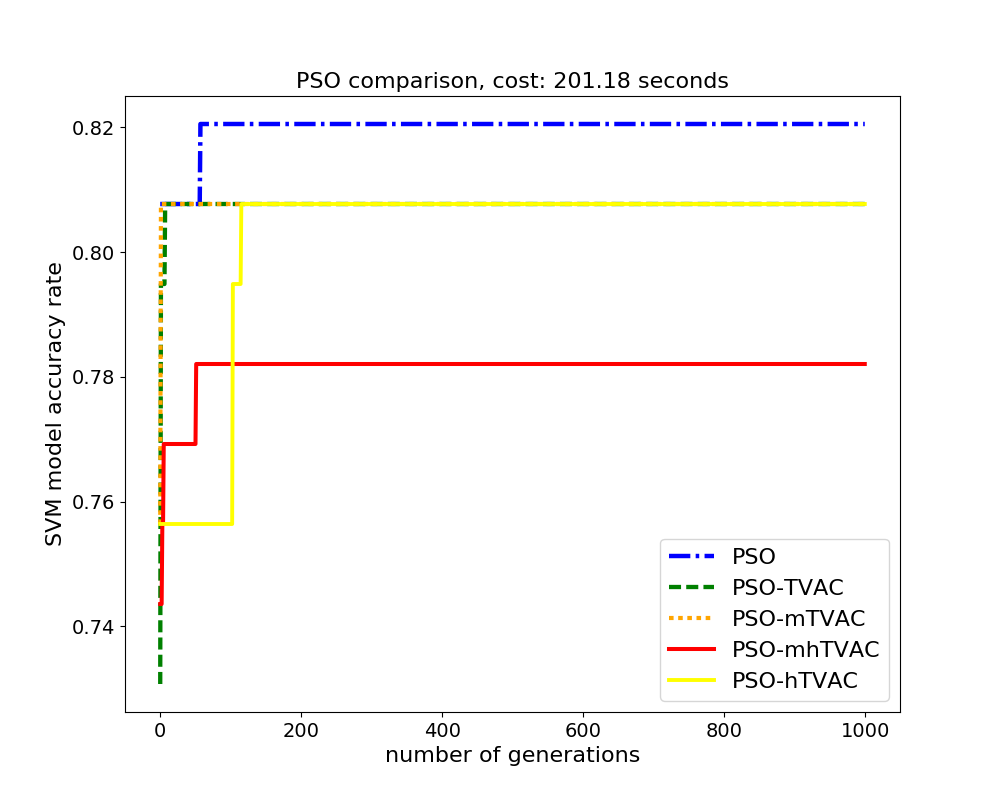 PSO comparison, cost: 201.18 seconds
SVM model accuracy rate
0.82
0.80
0.78
0.76
0.74
PSO
PSO-TVAC
PSO-mTVAC
PSO-mhTVAC
PSO-hTVAC
0 200 400 600 800 1000
number of generations